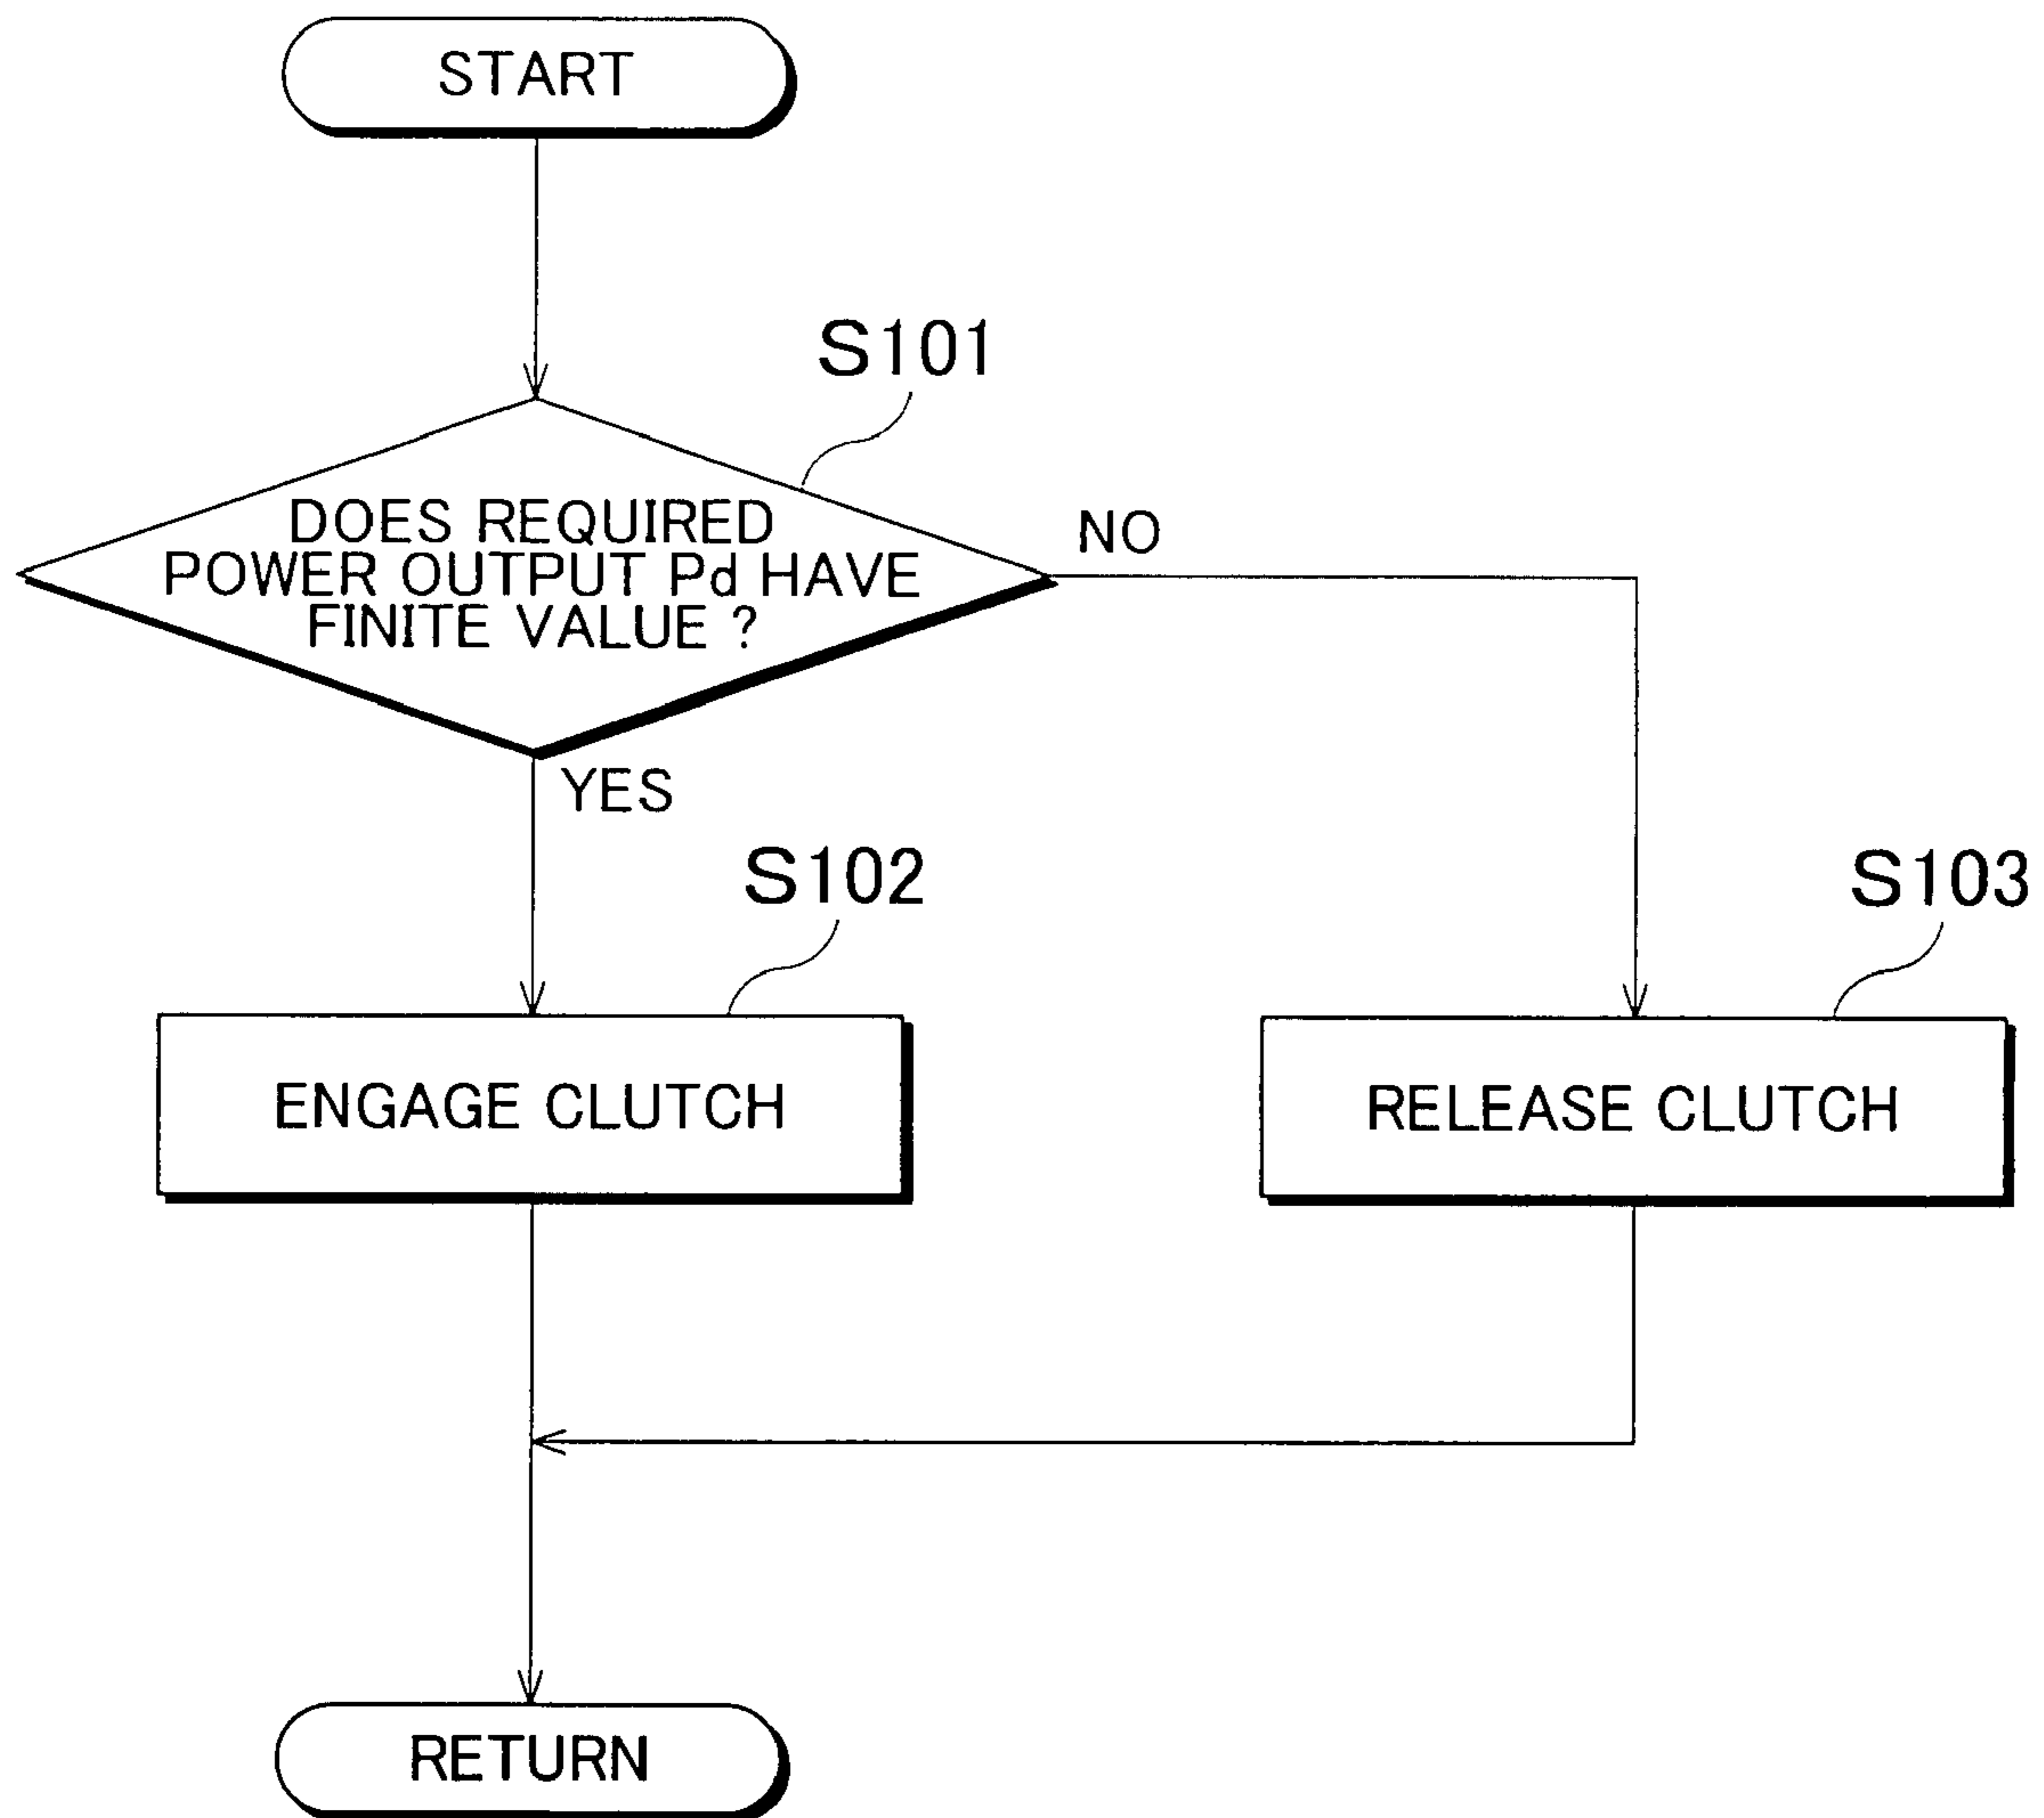 START
S101
DOES REQUIRED
POWER OUTPUT Pd HAVE
FINITE VALUE ?
NO
YES
S102
S103
ENGAGE CLUTCH
RELEASE CLUTCH
RETURN